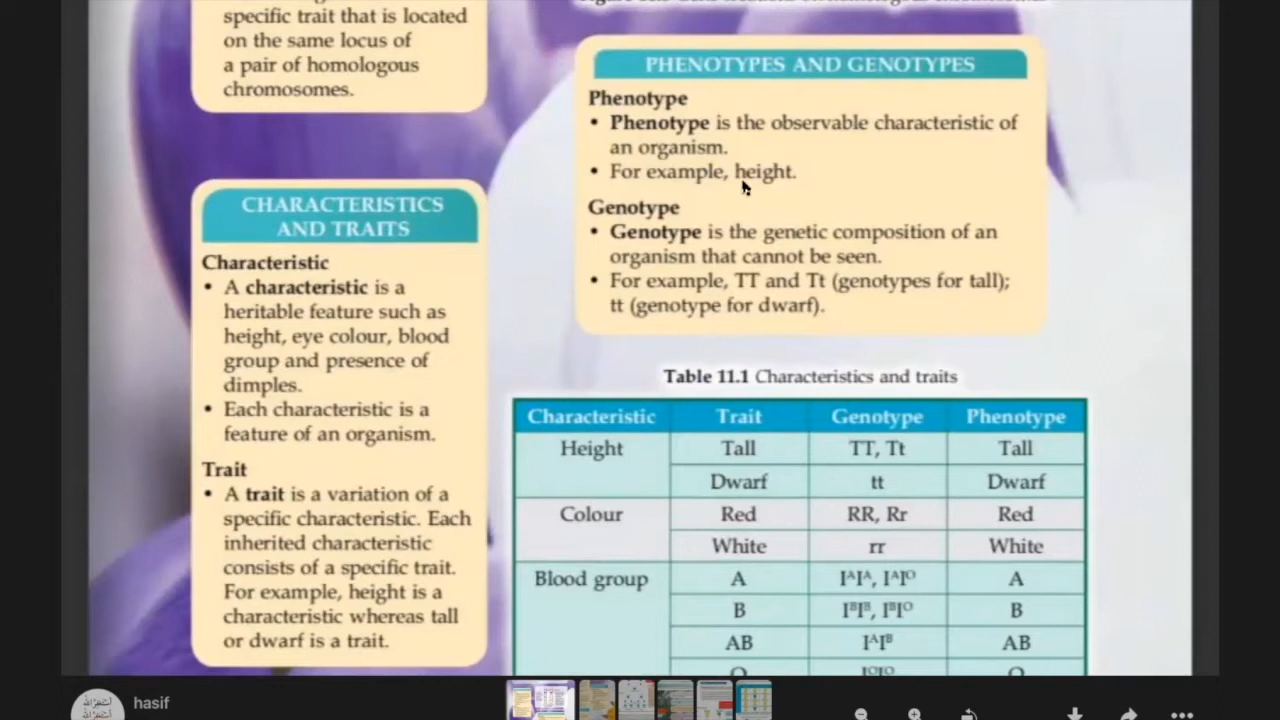 specific trait that is located
on the same locus of
a pair of homologous
chromosomes.
CHARACTERISTICS
AND TRAITS
Characteristic
• A characteristic is a
heritable feature such as
height, eye colour, blood
group and presence of
dimples.
• Each characteristic is a
feature of an organism.
Trait
• A trait is a variation of a
specific characteristic. Each
inherited characteristic
consists of a specific trait.
For example, height is a
characteristic whereas tall
or dwarf is a trait.
PHENOTYPES AND GENOTYPES
Phenotype
• Phenotype is the observable characteristic of
an organism.
• For example, height.
Genotype
• Genotype is the genetic composition of an
organism that cannot be seen.
• For example, TT and Tt (genotypes for tall);
tt (genotype for dwarf).
Table 11.1 Characteristics and traits
Characteristic Trait Genotype Phenotype
Height Tall TT, Tt Tall
Dwarf tt Dwarf
Colour Red RR, Rr Red
White rr White
Blood group A IᴬIᴬ, IᴬIᴼ A
B IᴮIᴮ, IᴮIᴼ B
AB IᴬIᴮ AB
O IᴼIᴼ O
hasif